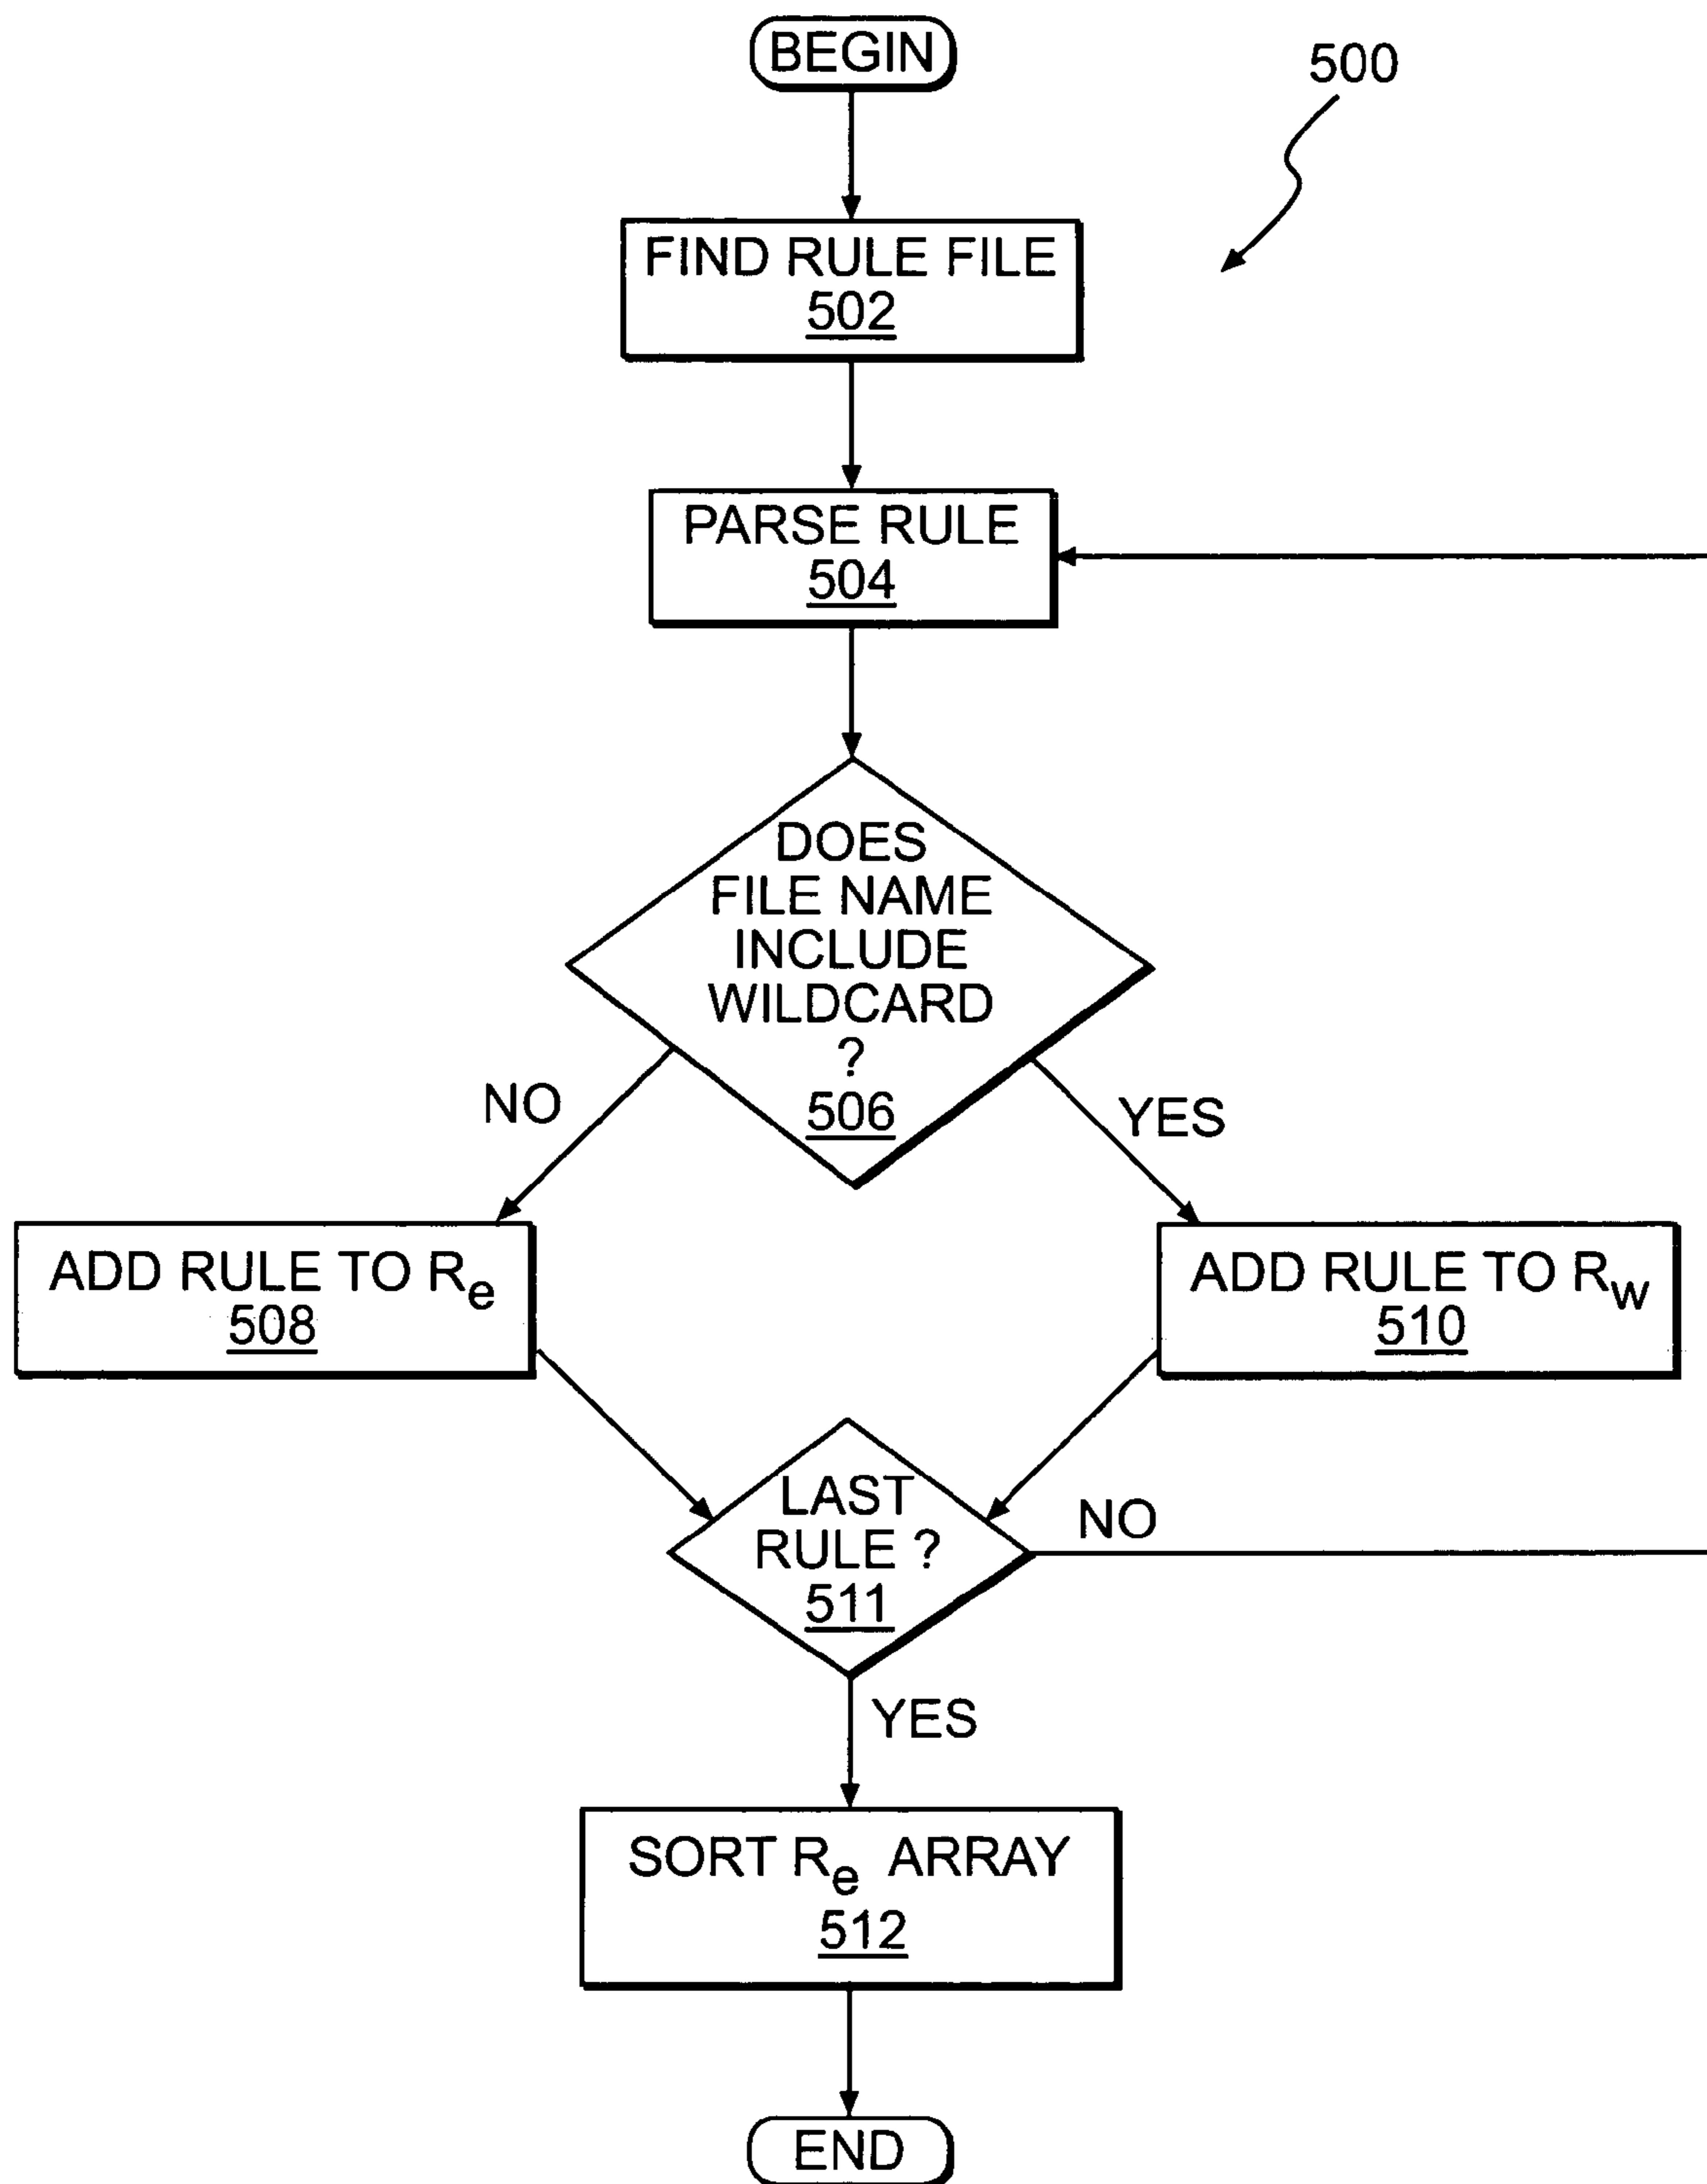 BEGIN
500
FIND RULE FILE
502
PARSE RULE
504
DOES
FILE NAME
INCLUDE
WILDCARD
?
506
NO
YES
ADD RULE TO Re
508
ADD RULE TO Rw
510
LAST
RULE ?
511
NO
YES
SORT Re ARRAY
512
END